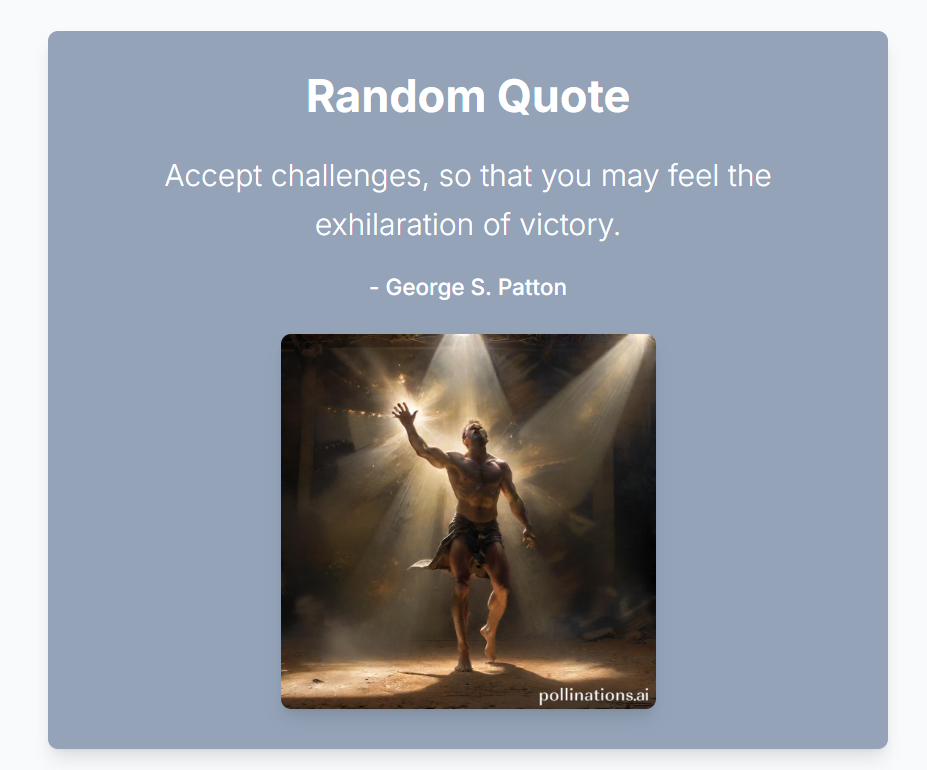 Random Quote
Accept challenges, so that you may feel the
exhilaration of victory.
- George S. Patton
pollinations.ai